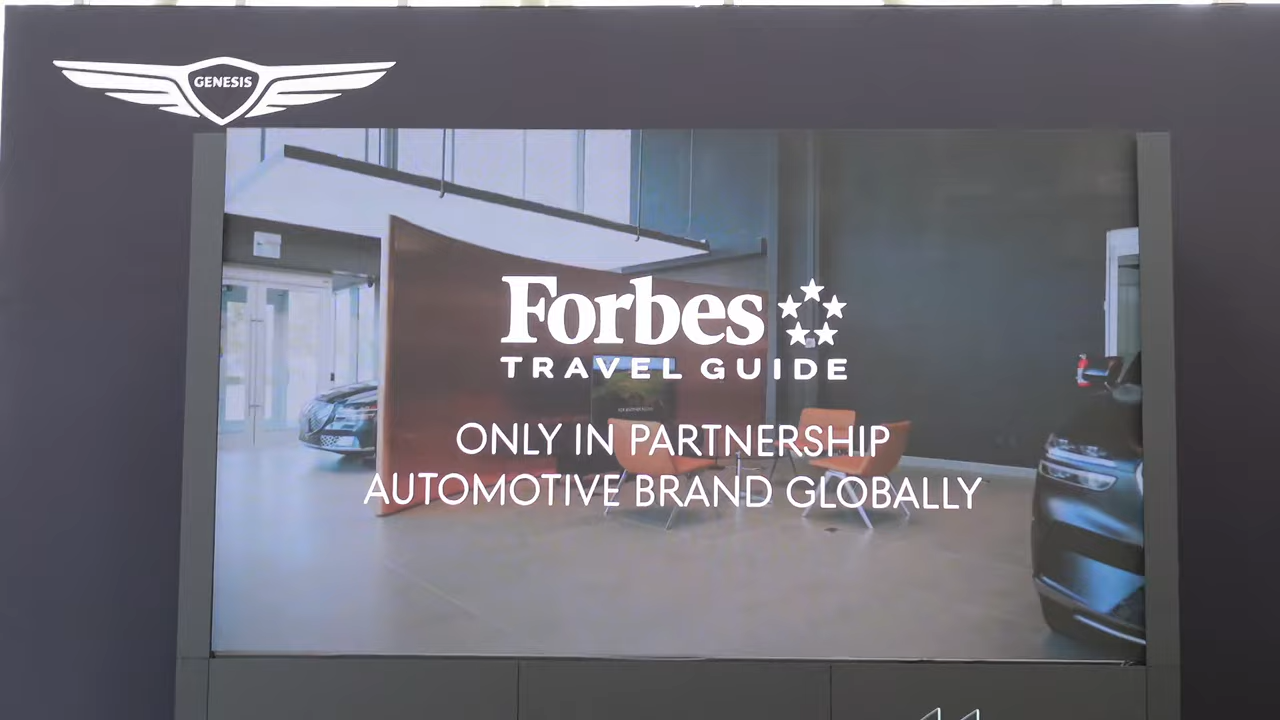 GENESIS
Forbes
TRAVEL GUIDE
ONLY IN PARTNERSHIP
AUTOMOTIVE BRAND GLOBALLY